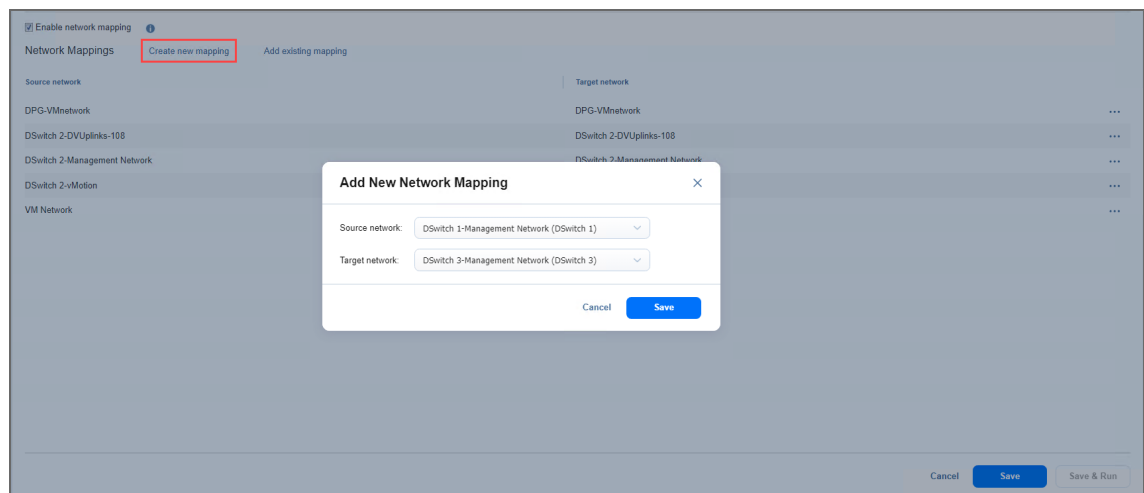 Enable network mapping
Network Mappings Create new mapping Add existing mapping
Source network Target network
DPG-VMnetwork DPG-VMnetwork
DSwitch 2-DVUplinks-108 DSwitch 2-DVUplinks-108
DSwitch 2-Management Network DSwitch 2-Management Network
DSwitch 2-vMotion
VM Network
Add New Network Mapping
Source network: DSwitch 1-Management Network (DSwitch 1)
Target network: DSwitch 3-Management Network (DSwitch 3)
Cancel Save
Cancel Save Save & Run